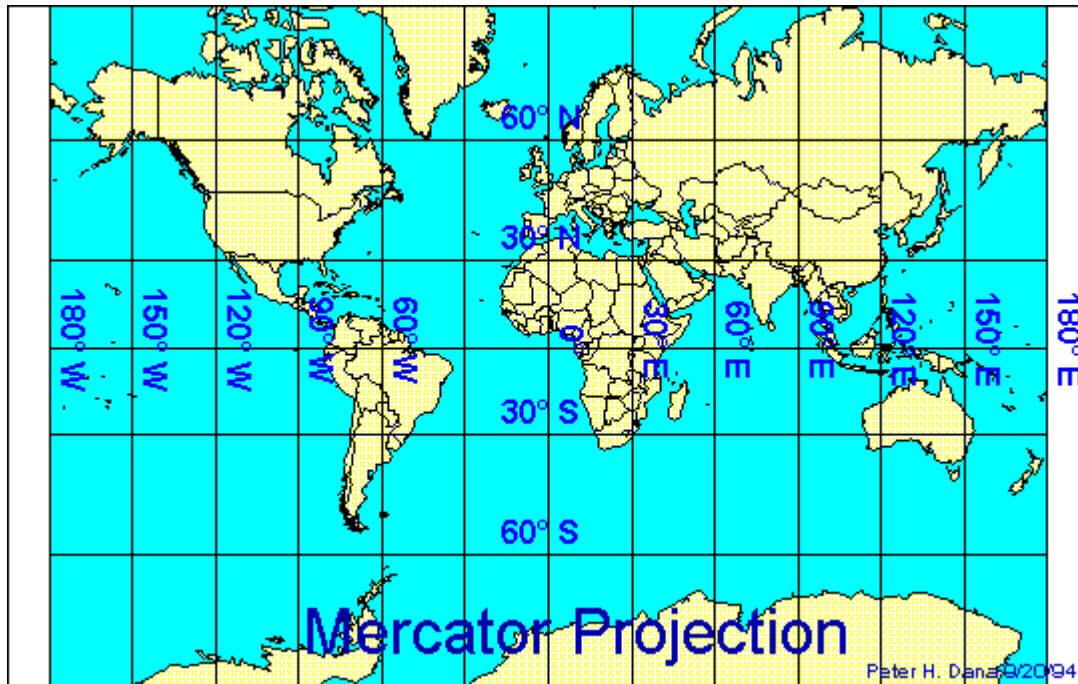 60° N
30° N
180° W
150° W
120° W
90° W
60° W
0°
30° E
60° E
90° E
120° E
150° E
180° E
30° S
60° S
Mercator Projection
Peter H. Dana 9/20/94